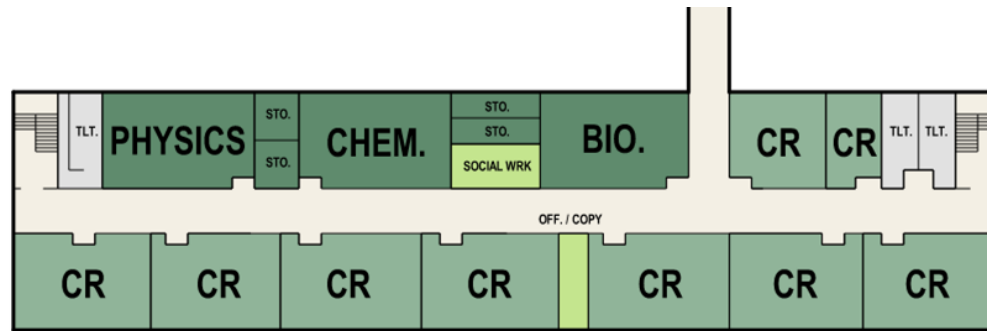 TLT.
PHYSICS
STO.
STO.
CHEM.
STO.
STO.
SOCIAL WRK
BIO.
CR
CR
TLT.
TLT.
OFF. / COPY
CR
CR
CR
CR
CR
CR
CR